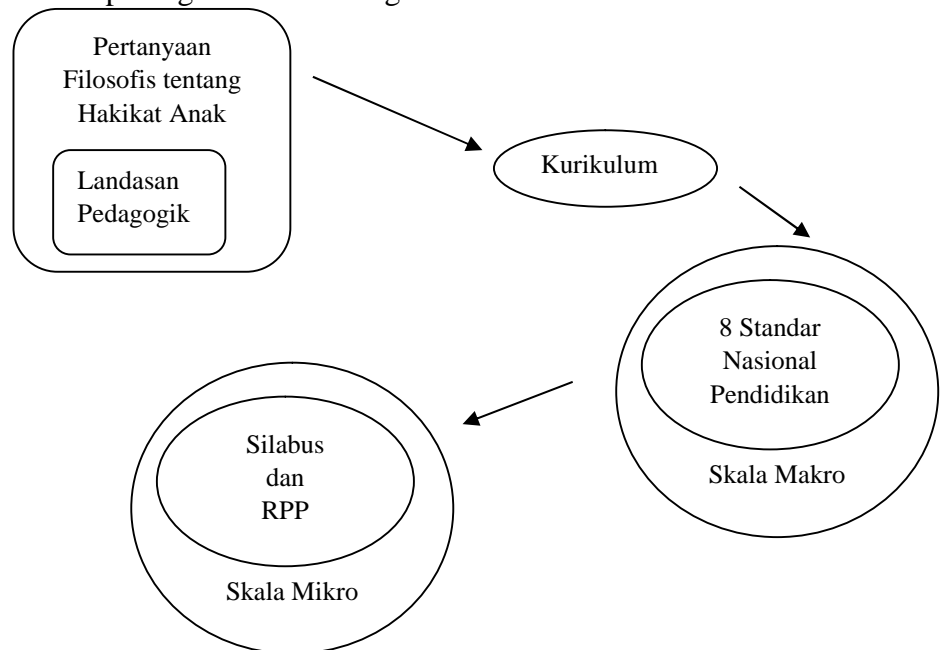 Pertanyaan
Filosofis tentang
Hakikat Anak
Landasan
Pedagogik
Kurikulum
8 Standar
Nasional
Pendidikan
Skala Makro
Silabus
dan
RPP
Skala Mikro